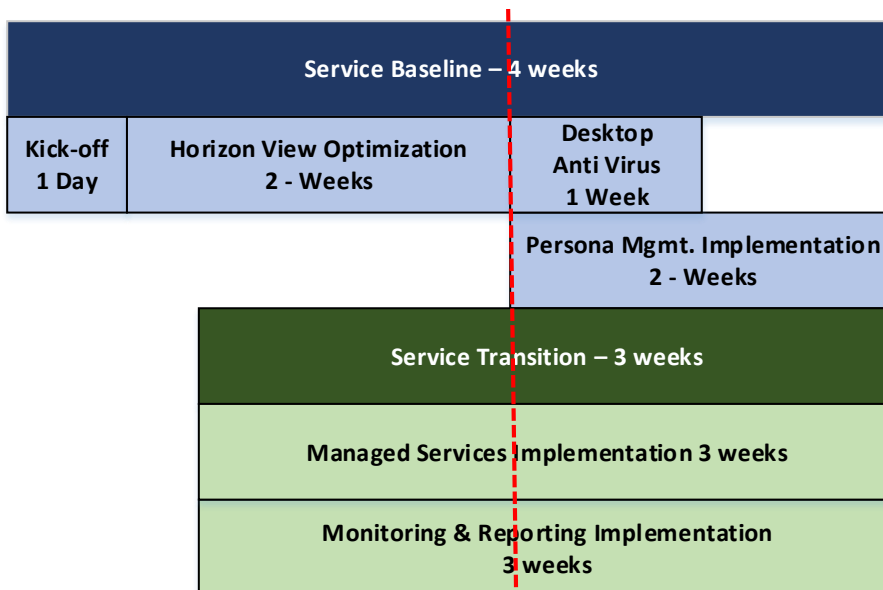 Service Baseline – 4 weeks
Kick-off
1 Day
Horizon View Optimization
2 - Weeks
Desktop
Anti Virus
1 Week
Persona Mgmt. Implementation
2 - Weeks
Service Transition – 3 weeks
Managed Services Implementation 3 weeks
Monitoring & Reporting Implementation
3 weeks